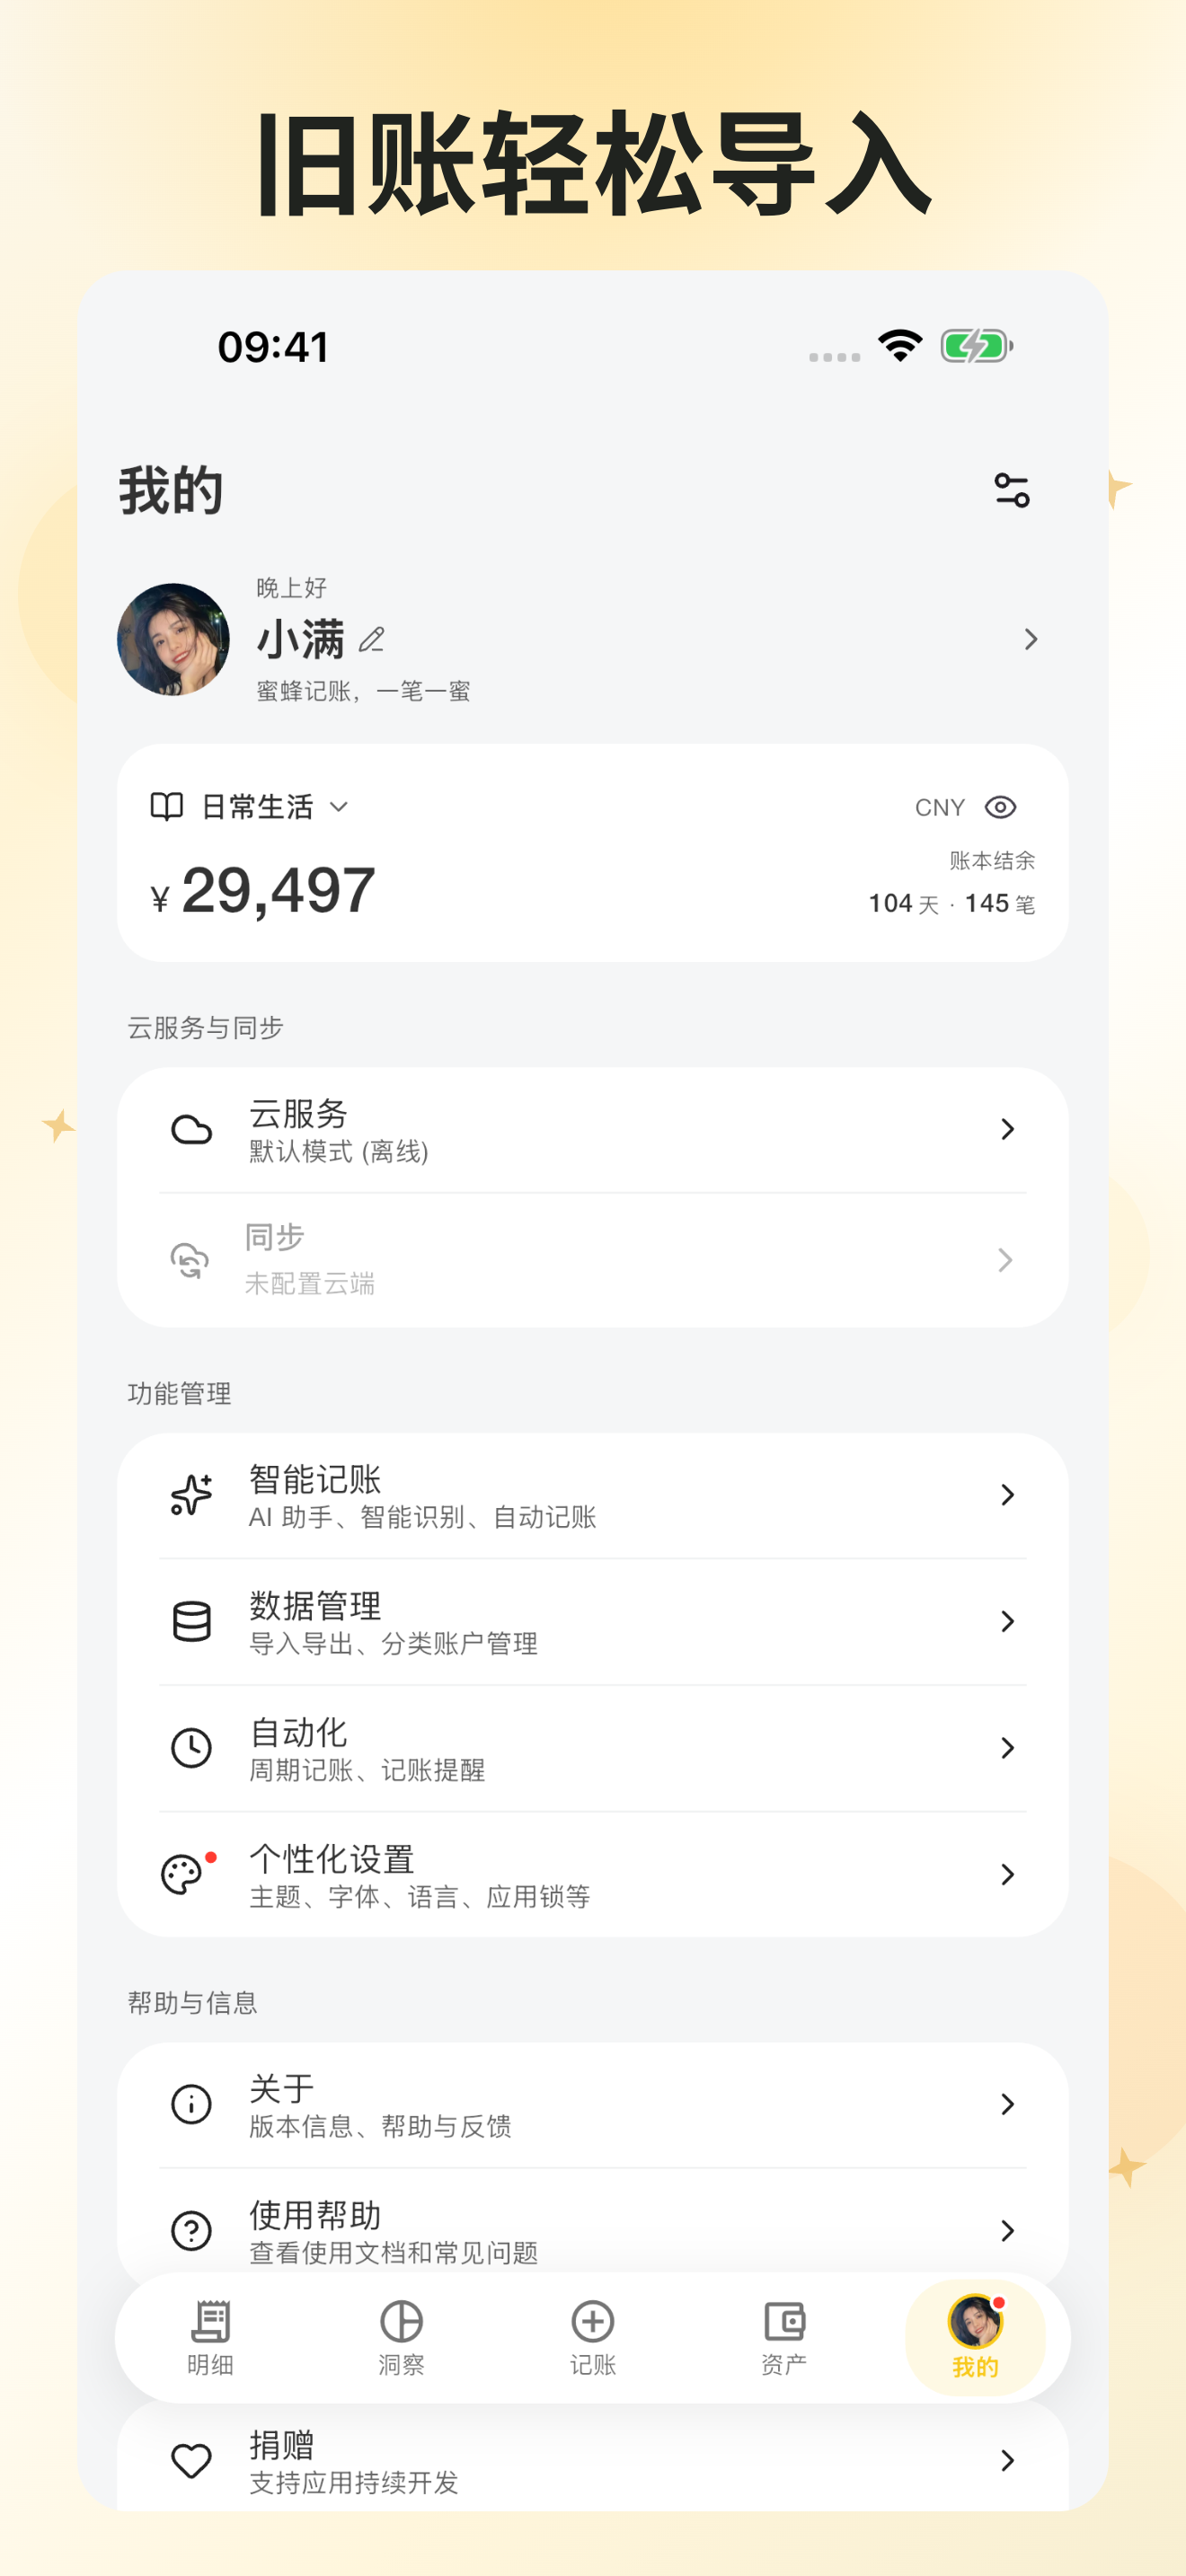 旧账轻松导入
09:41
我的
晚上好
小满
蜜蜂记账，一笔一蜜
日常生活
CNY
账本结余
¥ 29,497
104 天 · 145 笔
云服务与同步
云服务
默认模式 (离线)
同步
未配置云端
功能管理
智能记账
AI 助手、智能识别、自动记账
数据管理
导入导出、分类账户管理
自动化
周期记账、记账提醒
个性化设置
主题、字体、语言、应用锁等
帮助与信息
关于
版本信息、帮助与反馈
使用帮助
查看使用文档和常见问题
明细
洞察
记账
资产
我的
捐赠
支持应用持续开发